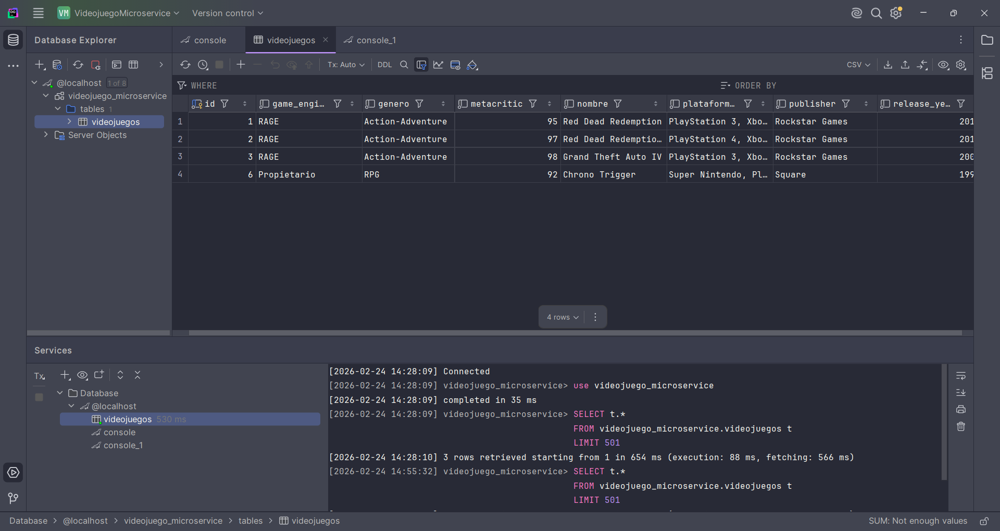 VM VideojuegoMicroservice Version control
Database Explorer
console
videojuegos
console_1
Tx: Auto
DDL
CSV
@localhost 1 of 8
videojuego_microservice
tables 1
videojuegos
Server Objects
WHERE
ORDER BY
id game_engi… genero metacritic nombre plataform… publisher release_ye…
1 1 RAGE Action-Adventure 95 Red Dead Redemption PlayStation 3, Xbo… Rockstar Games 201
2 2 RAGE Action-Adventure 97 Red Dead Redemptio… PlayStation 4, Xbo… Rockstar Games 201
3 3 RAGE Action-Adventure 98 Grand Theft Auto IV PlayStation 3, Xbo… Rockstar Games 200
4 6 Propietario RPG 92 Chrono Trigger Super Nintendo, Pl… Square 199
4 rows
Services
Tx
Database
@localhost
videojuegos 530 ms
console
console_1
[2026-02-24 14:28:09] Connected
[2026-02-24 14:28:09] videojuego_microservice> use videojuego_microservice
[2026-02-24 14:28:09] completed in 35 ms
[2026-02-24 14:28:09] videojuego_microservice> SELECT t.*
FROM videojuego_microservice.videojuegos t
LIMIT 501
[2026-02-24 14:28:10] 3 rows retrieved starting from 1 in 654 ms (execution: 88 ms, fetching: 566 ms)
[2026-02-24 14:55:32] videojuego_microservice> SELECT t.*
FROM videojuego_microservice.videojuegos t
LIMIT 501
Database > @localhost > videojuego_microservice > tables > videojuegos
SUM: Not enough values